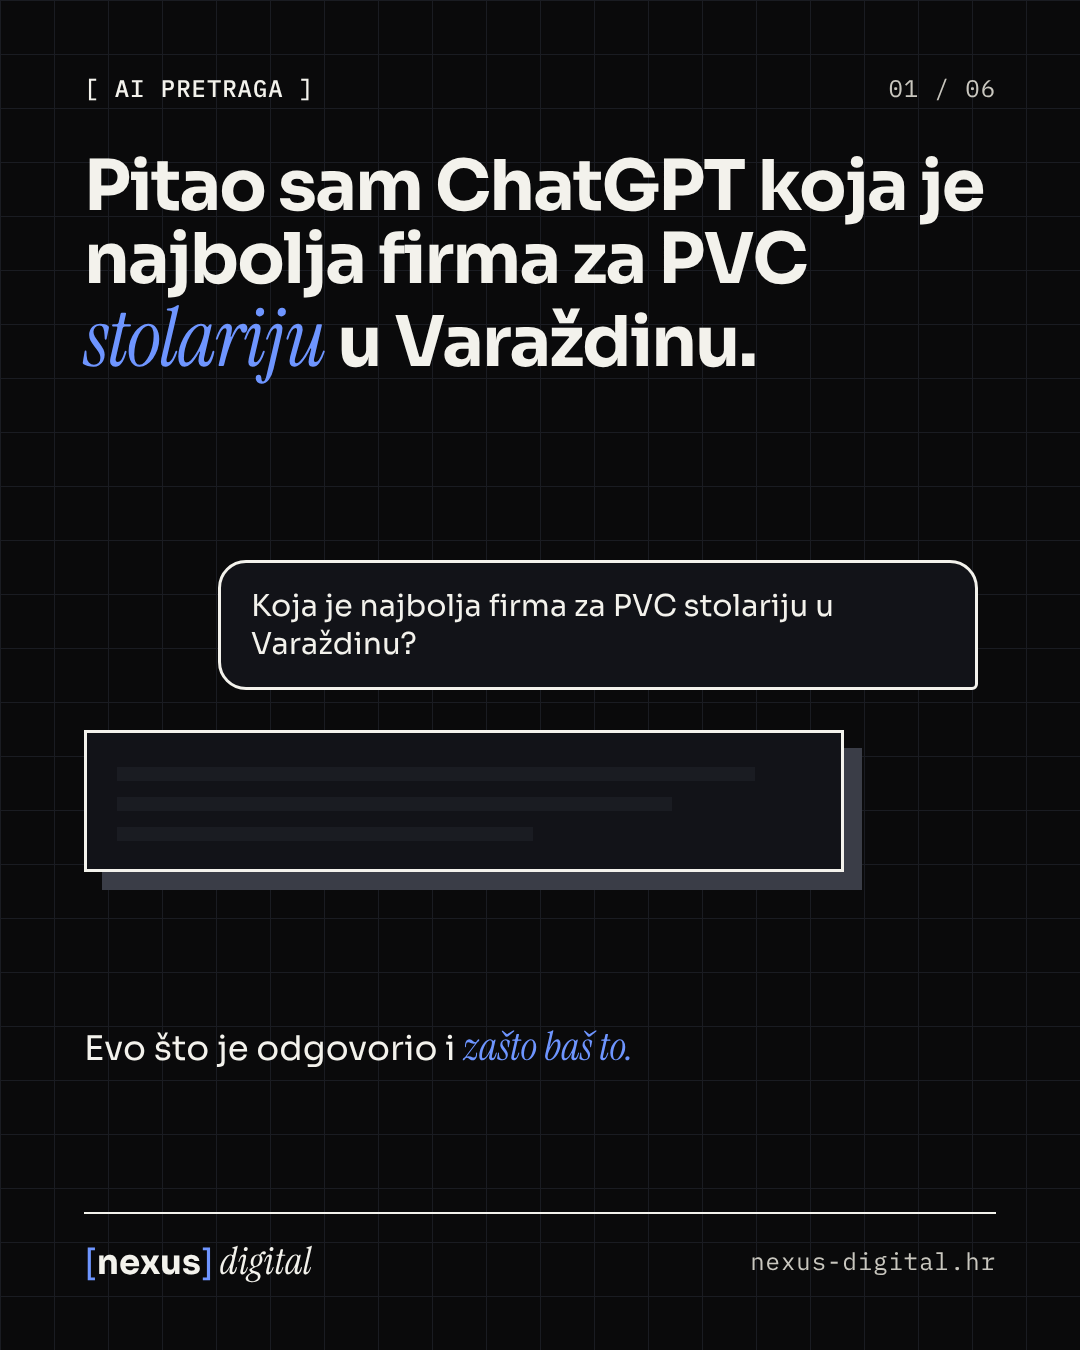 [ AI PRETRAGA ]
01 / 06
Pitao sam ChatGPT koja je
najbolja firma za PVC
stolariju u Varaždinu.
Koja je najbolja firma za PVC stolariju u
Varaždinu?
Evo što je odgovorio i zašto baš to.
[nexus] digital
nexus-digital.hr